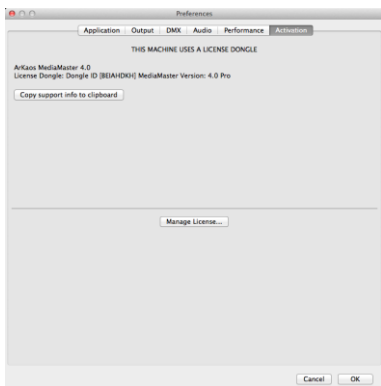 Preferences
Application Output DMX Audio Performance Activation
THIS MACHINE USES A LICENSE DONGLE
ArKaos MediaMaster 4.0
License Dongle: Dongle ID [BEIAHDKH] MediaMaster Version: 4.0 Pro
Copy support info to clipboard
Manage License...
Cancel OK